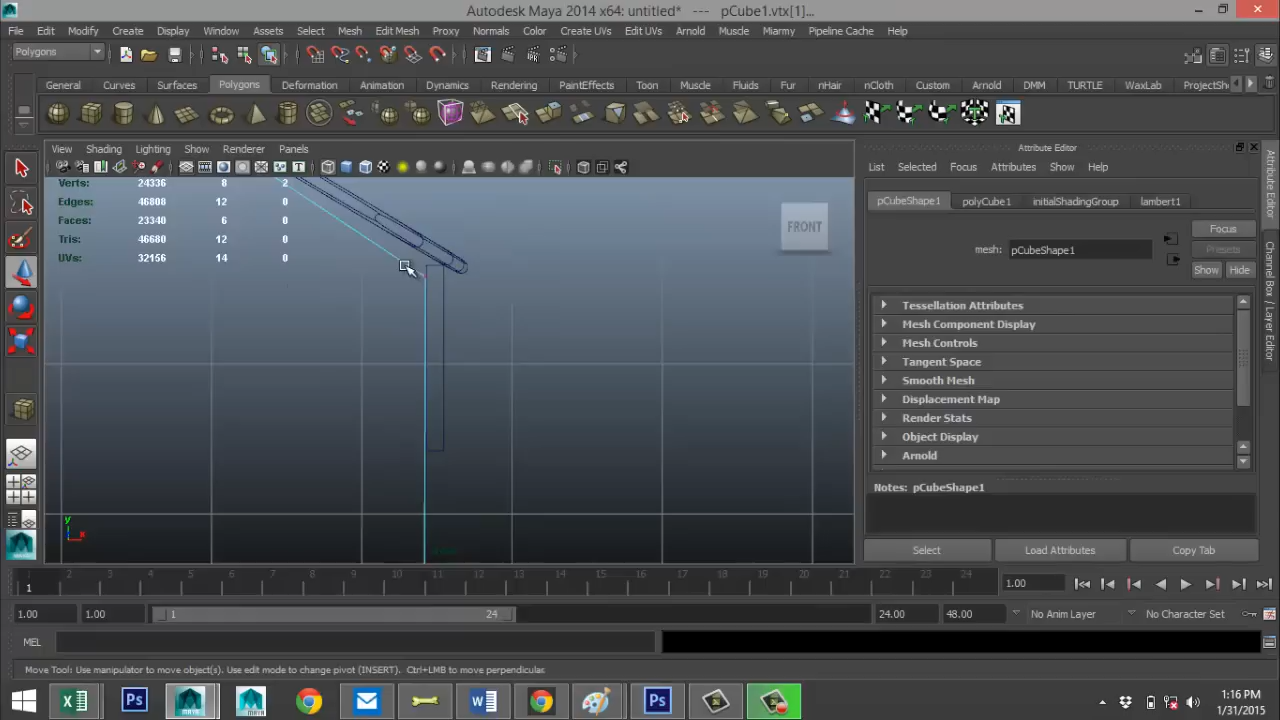 Autodesk Maya 2014 x64: untitled*   ---   pCube1.vtx[1]...
File Edit Modify Create Display Window Assets Select Mesh Edit Mesh Proxy Normals Color Create UVs Edit UVs Arnold Muscle Miarmy Pipeline Cache Help
Polygons
General Curves Surfaces Polygons Deformation Animation Dynamics Rendering PaintEffects Toon Muscle Fluids Fur nHair nCloth Custom Arnold DMM TURTLE WaxLab ProjectSh
View Shading Lighting Show Renderer Panels
Attribute Editor
List Selected Focus Attributes Show Help
Verts: 24336 8 2
Edges: 46808 12 0
Faces: 23340 6 0
Tris: 46680 12 0
UVs: 32156 14 0
FRONT
pCubeShape1 polyCube1 initialShadingGroup lambert1
mesh: pCubeShape1
Focus
Presets
Show Hide
Tessellation Attributes
Mesh Component Display
Mesh Controls
Tangent Space
Smooth Mesh
Displacement Map
Render Stats
Object Display
Arnold
Notes: pCubeShape1
Select Load Attributes Copy Tab
Attribute Editor
Channel Box / Layer Editor
y
x
1 2 3 4 5 6 7 8 9 10 11 12 13 14 15 16 17 18 19 20 21 22 23 24
1
1.00
1.00 1.00 1 24 24.00 48.00 No Anim Layer No Character Set
MEL
Move Tool: Use manipulator to move object(s). Use edit mode to change pivot (INSERT). Ctrl+LMB to move perpendicular.
1:16 PM
1/31/2015